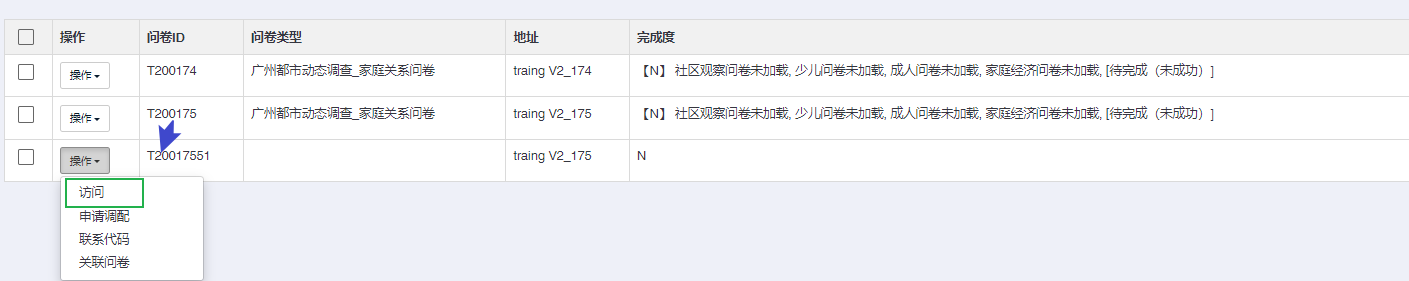 操作 问卷ID 问卷类型 地址 完成度
操作 T200174 广州都市动态调查_家庭关系问卷 traing V2_174 【N】 社区观察问卷未加载, 少儿问卷未加载, 成人问卷未加载, 家庭经济问卷未加载, [待完成（未成功）]
操作 T200175 广州都市动态调查_家庭关系问卷 traing V2_175 【N】 社区观察问卷未加载, 少儿问卷未加载, 成人问卷未加载, 家庭经济问卷未加载, [待完成（未成功）]
操作 T20017551 traing V2_175 N
访问
申请调配
联系代码
关联问卷